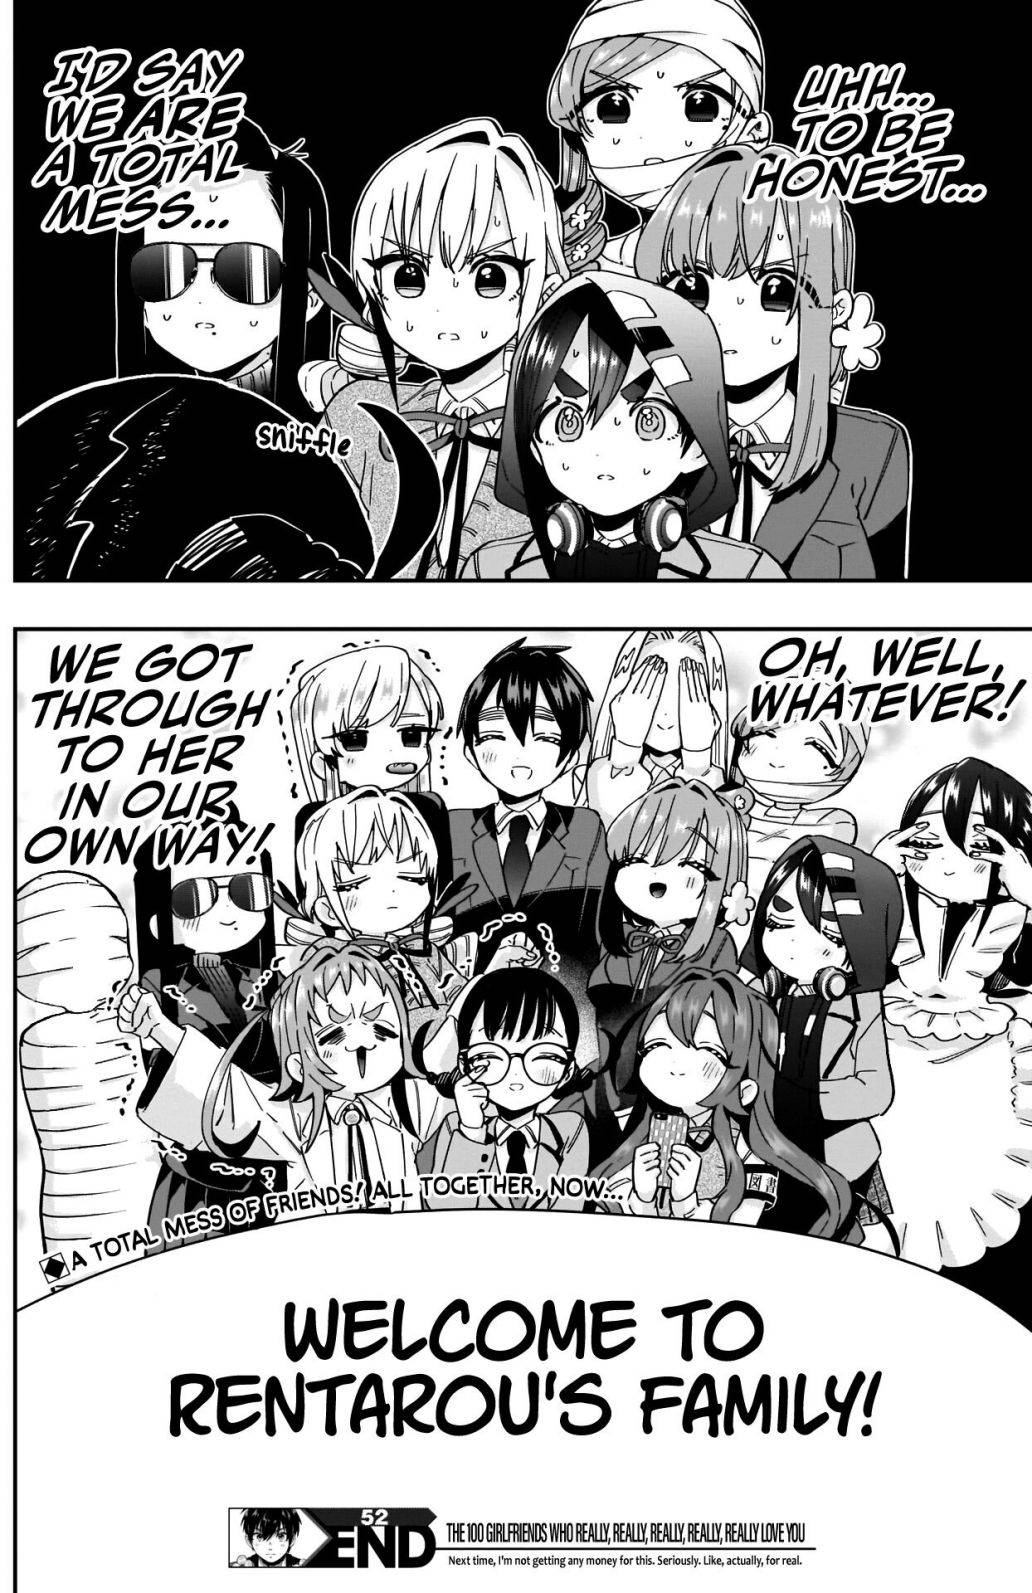 UHH...
TO BE
HONEST...
I'D SAY
WE ARE
A TOTAL
MESS...
sniffle
OH, WELL,
WHATEVER!
WE GOT
THROUGH
TO HER
IN OUR
OWN WAY!
図書
A TOTAL MESS OF FRIENDS! ALL TOGETHER, NOW...
WELCOME TO
RENTAROU'S FAMILY!
52
END
THE 100 GIRLFRIENDS WHO REALLY, REALLY, REALLY, REALLY, REALLY LOVE YOU
Next time, I'm not getting any money for this. Seriously. Like, actually, for real.